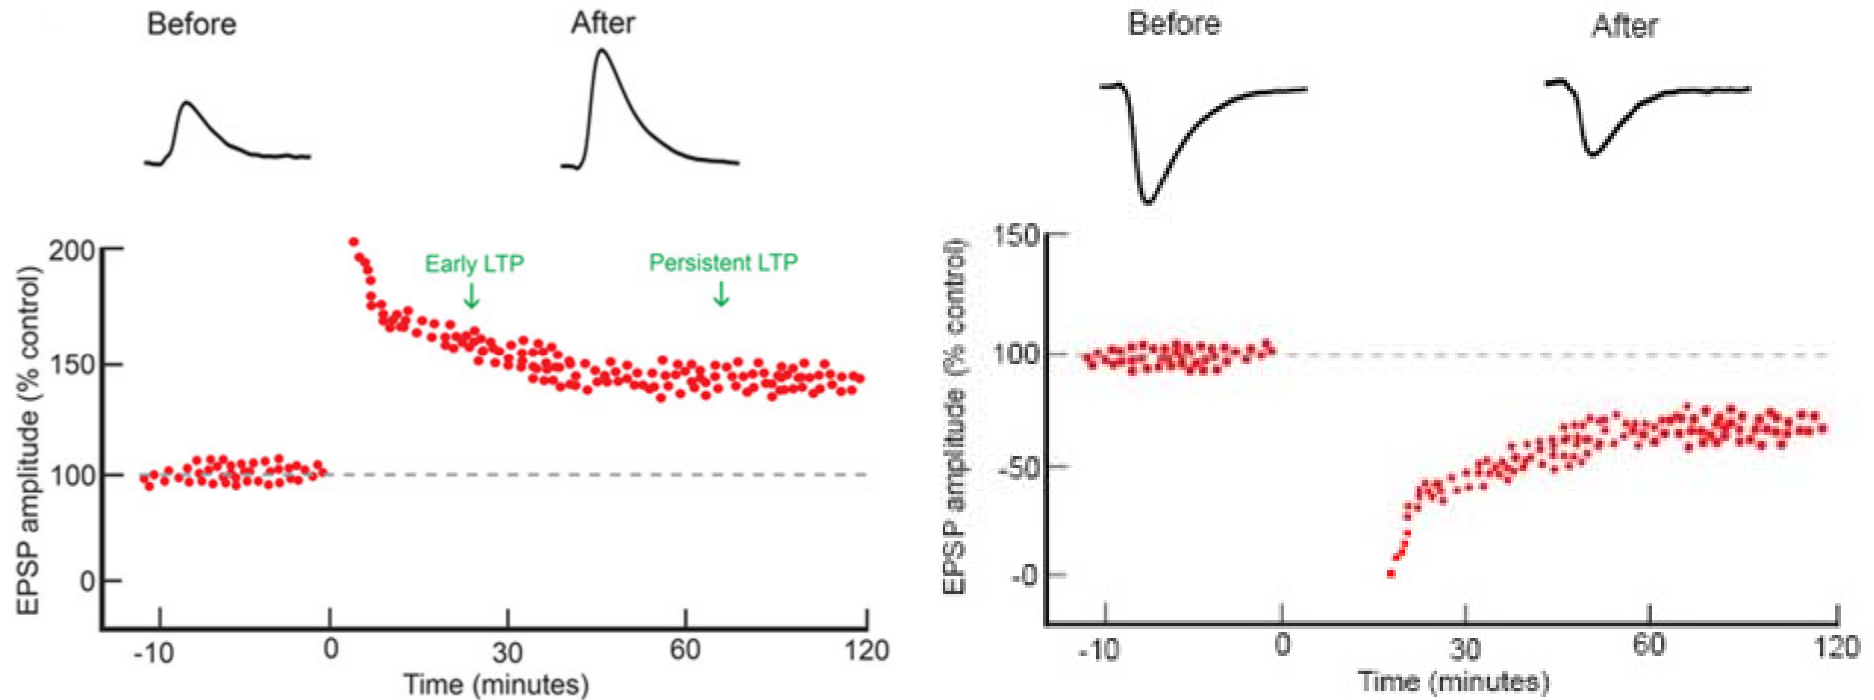 Before
After
EPSP amplitude (% control)
200
150
100
0
Early LTP
Persistent LTP
-10
0
30
60
120
Time (minutes)
Before
After
EPSP amplitude (% control)
150
100
-50
-0
-10
0
30
60
120
Time (minutes)